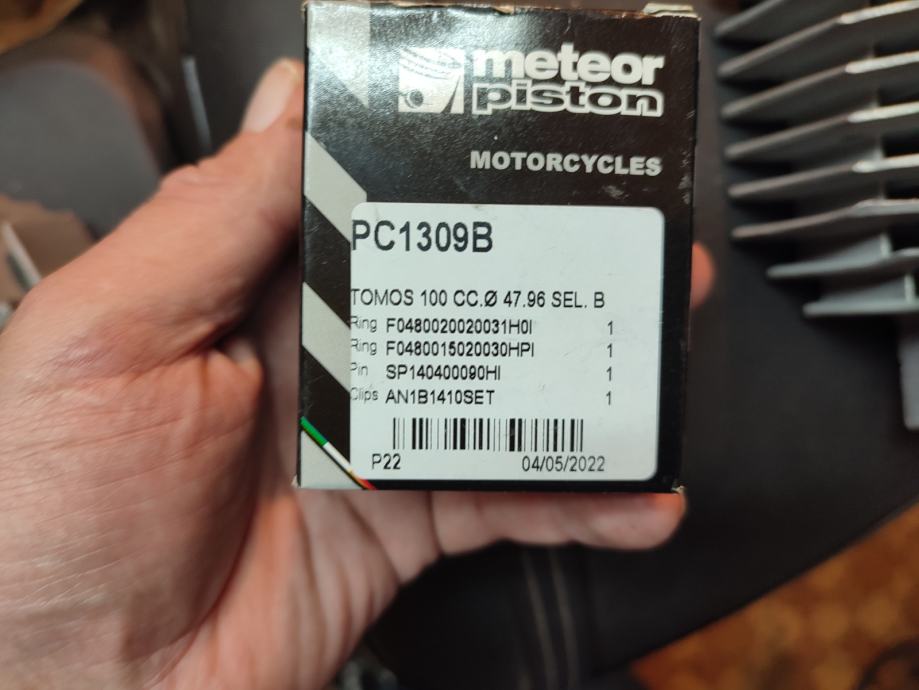 meteor
piston
MOTORCYCLES
PC1309B
TOMOS 100 CC.Ø 47.96 SEL. B
Ring F0480020020031H0I 1
Ring F0480015020030HPI 1
Pin SP140400090HI 1
Clips AN1B1410SET 1
P22 04/05/2022